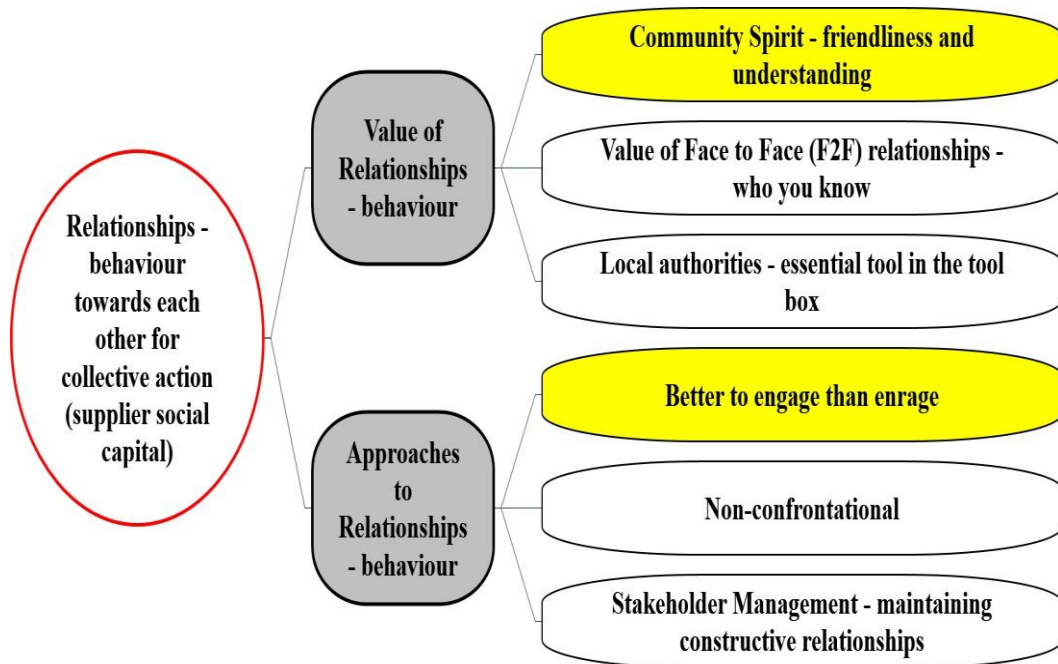 Relationships -
behaviour
towards each
other for
collective action
(supplier social
capital)
Value of
Relationships
- behaviour
Community Spirit - friendliness and
understanding
Value of Face to Face (F2F) relationships -
who you know
Local authorities - essential tool in the tool
box
Approaches
to
Relationships
- behaviour
Better to engage than enrage
Non-confrontational
Stakeholder Management - maintaining
constructive relationships